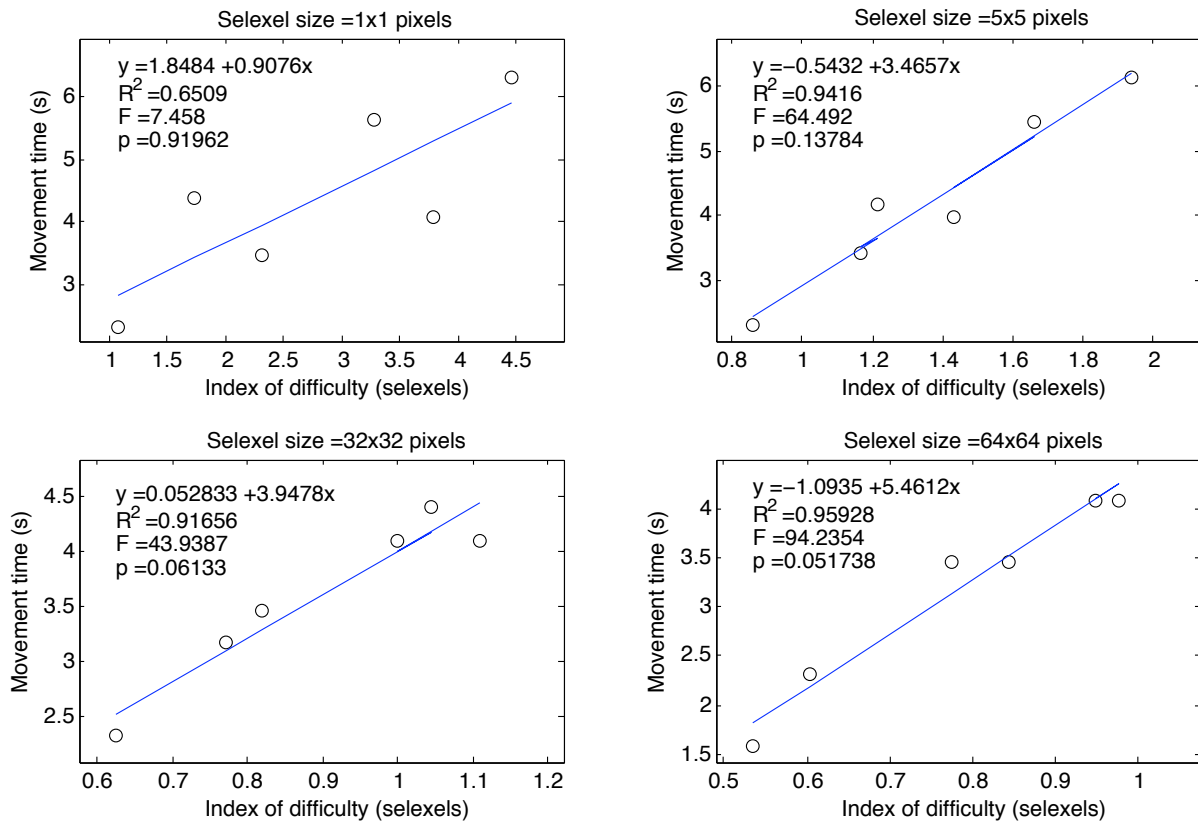 Selexel size =1x1 pixels
y =1.8484 +0.9076x
R2 =0.6509
F =7.458
p =0.91962
6
5
4
3
Movement time (s)
1 1.5 2 2.5 3 3.5 4 4.5
Index of difficulty (selexels)
Selexel size =5x5 pixels
y =−0.5432 +3.4657x
R2 =0.9416
F =64.492
p =0.13784
6
5
4
3
Movement time (s)
0.8 1 1.2 1.4 1.6 1.8 2
Index of difficulty (selexels)
Selexel size =32x32 pixels
y =0.052833 +3.9478x
R2 =0.91656
F =43.9387
p =0.06133
4.5
4
3.5
3
2.5
Movement time (s)
0.6 0.7 0.8 0.9 1 1.1 1.2
Index of difficulty (selexels)
Selexel size =64x64 pixels
y =−1.0935 +5.4612x
R2 =0.95928
F =94.2354
p =0.051738
4
3.5
3
2.5
2
1.5
Movement time (s)
0.5 0.6 0.7 0.8 0.9 1
Index of difficulty (selexels)